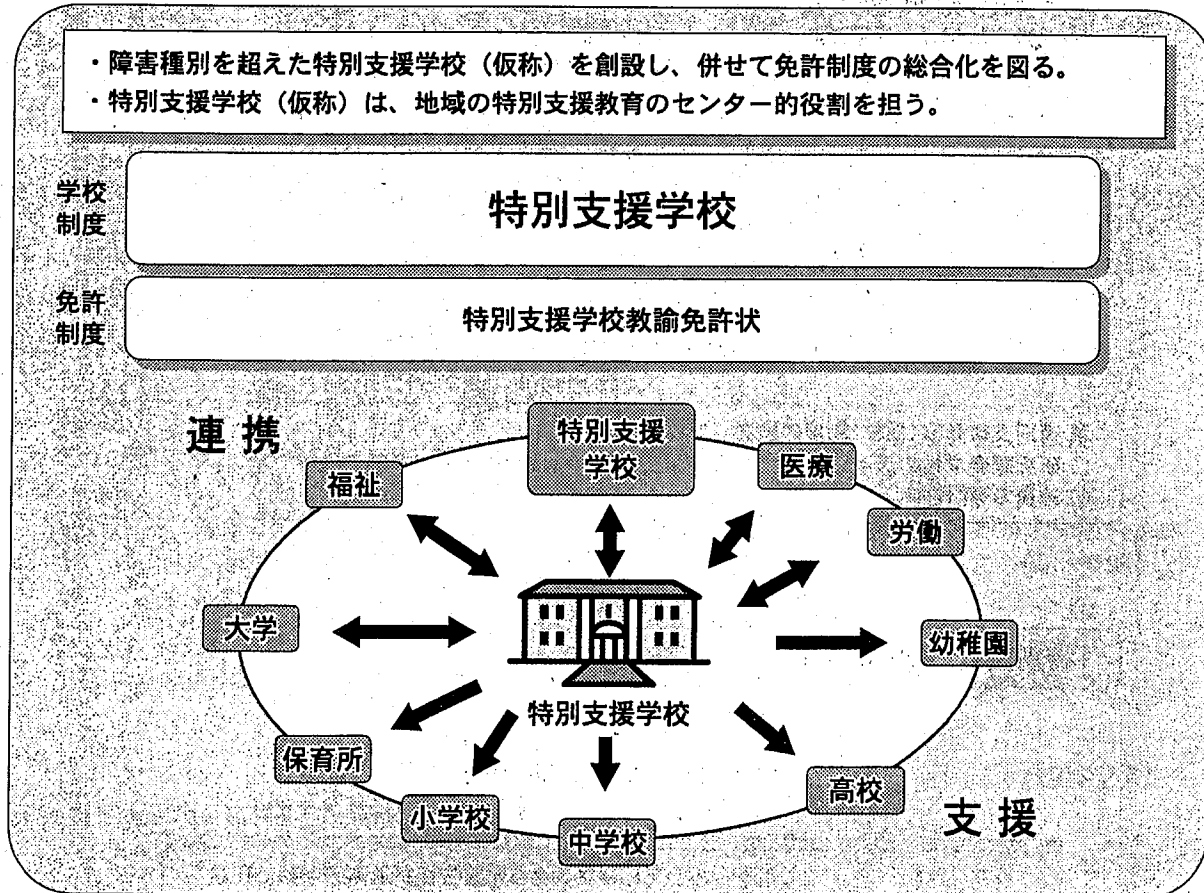 ・障害種別を超えた特別支援学校（仮称）を創設し、併せて免許制度の総合化を図る。
・特別支援学校（仮称）は、地域の特別支援教育のセンター的役割を担う。
学校
制度
特別支援学校
免許
制度
特別支援学校教諭免許状
連携
特別支援
学校
福祉
医療
労働
大学
幼稚園
特別支援学校
保育所
小学校
中学校
高校
支援